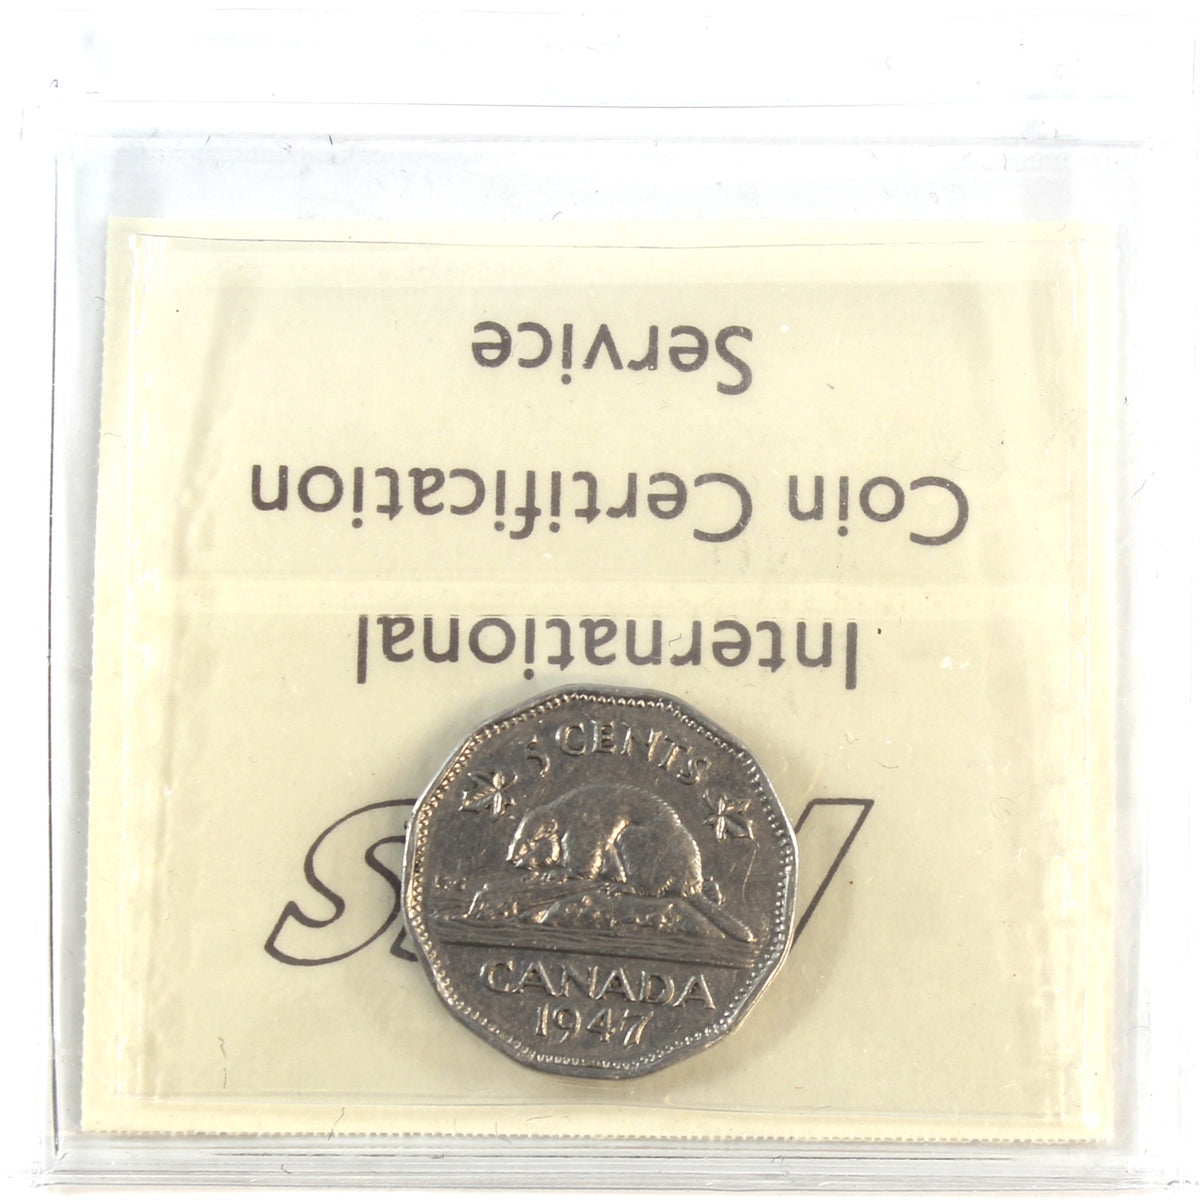 International
Coin Certification
Service
5 CENTS
CANADA
1947